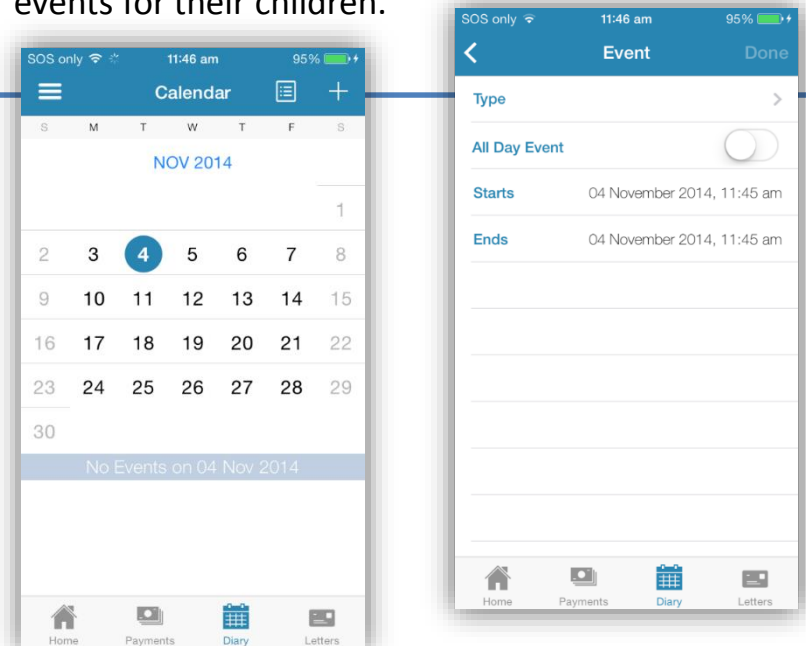 events for their children.
SOS only 11:46 am 95%
Calendar
S M T W T F S
NOV 2014
1
2 3 4 5 6 7 8
9 10 11 12 13 14 15
16 17 18 19 20 21 22
23 24 25 26 27 28 29
30
No Events on 04 Nov 2014
Home Payments Diary Letters
SOS only 11:46 am 95%
Event Done
Type
All Day Event
Starts 04 November 2014, 11:45 am
Ends 04 November 2014, 11:45 am
Home Payments Diary Letters